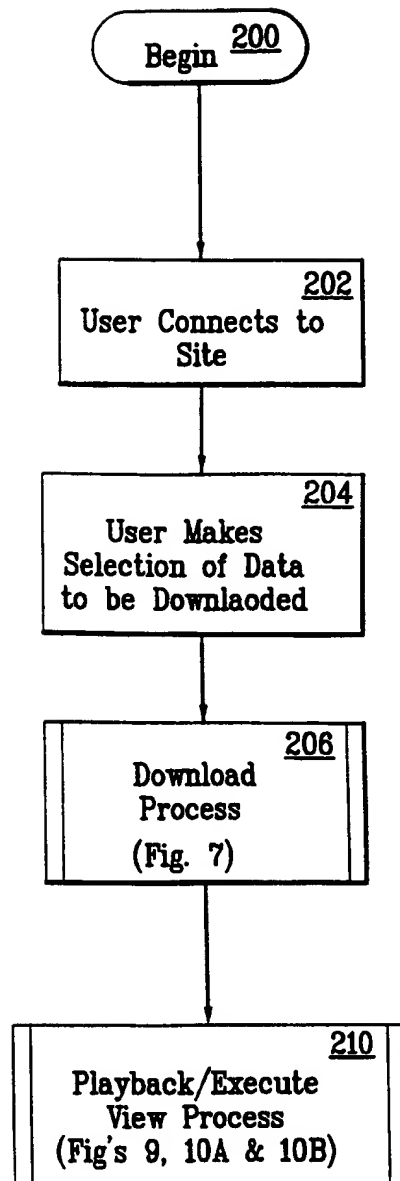 200
Begin
202
User Connects to
Site
204
User Makes
Selection of Data
to be Downlaoded
206
Download
Process
(Fig. 7)
210
Playback/Execute
View Process
(Fig's 9, 10A & 10B)